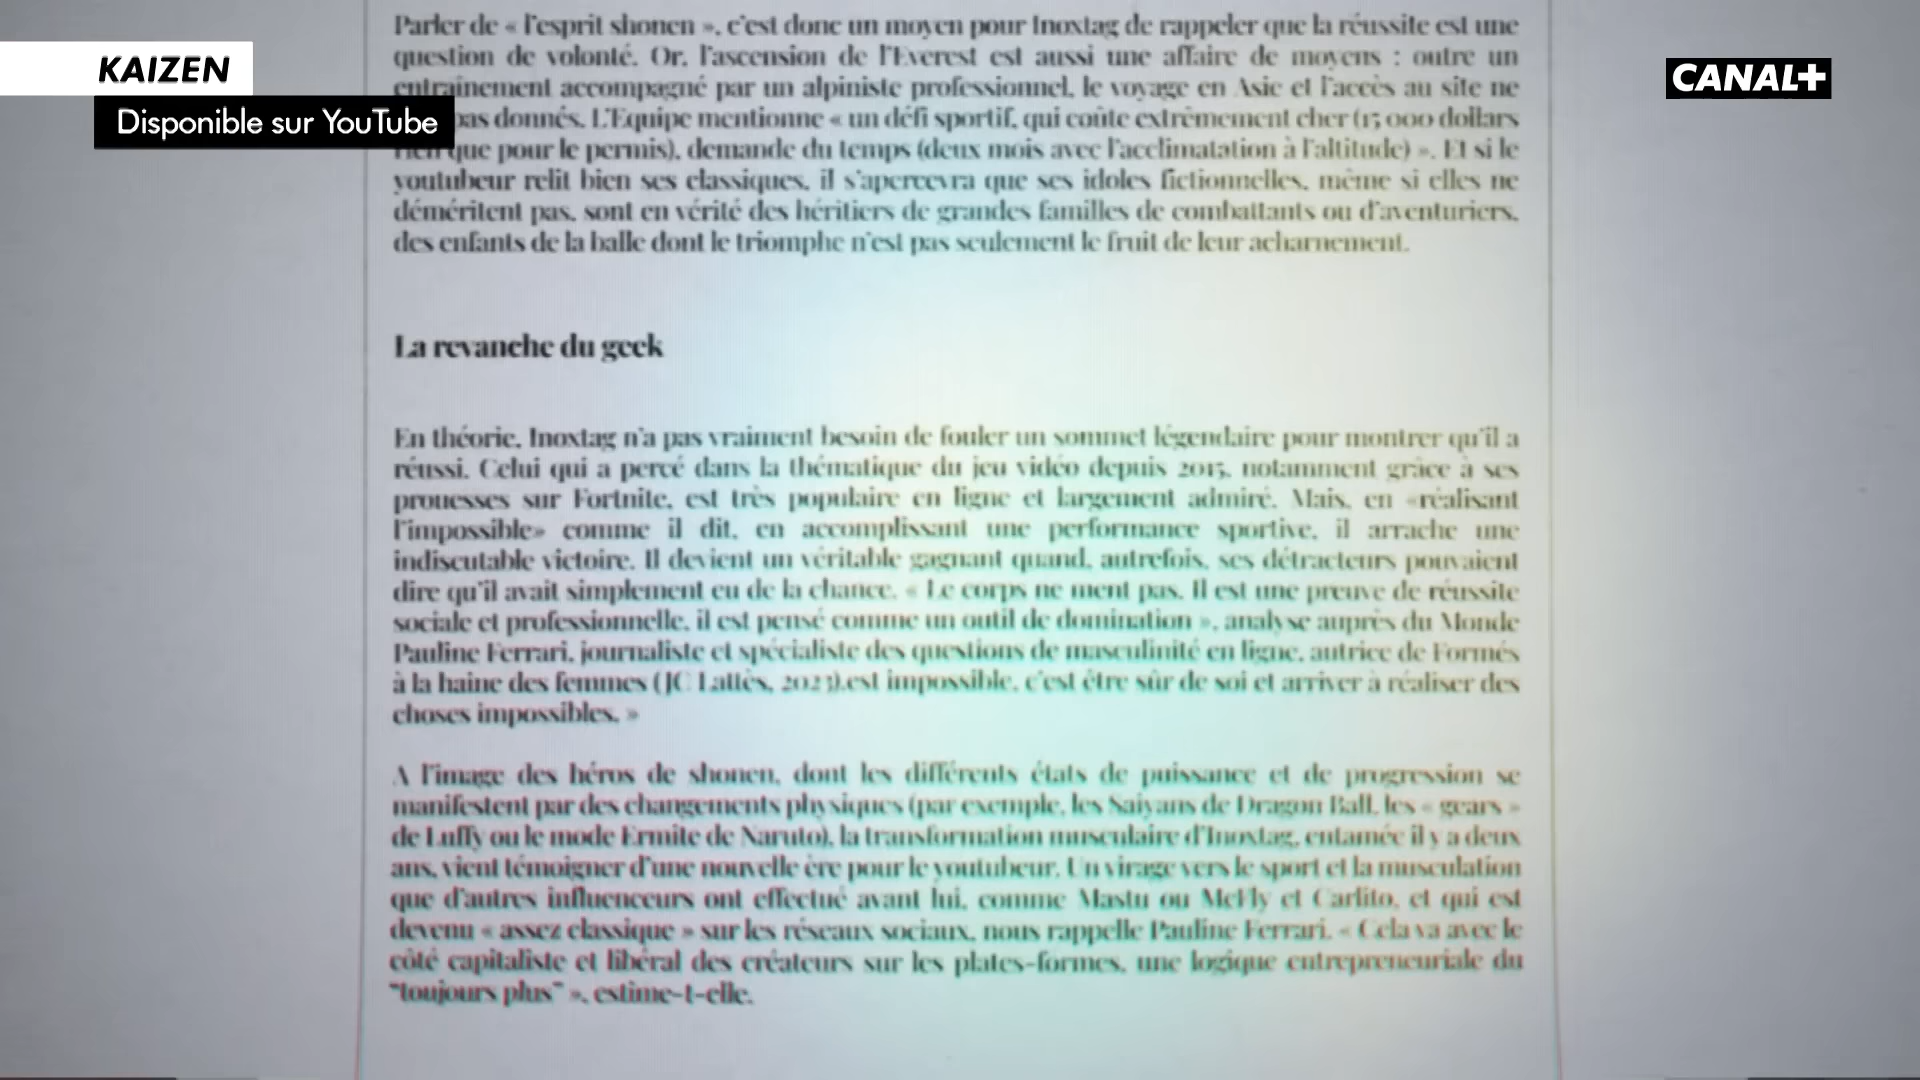 KAIZEN
Disponible sur YouTube
CANAL+
Parler de « l'esprit shonen », c'est donc un moyen pour Inoxtag de rappeler que la réussite est une
question de volonté. Or, l'ascension de l'Everest est aussi une affaire de moyens : outre un
entraînement accompagné par un alpiniste professionnel, le voyage en Asie et l'accès au site ne
pas donnés. L'Equipe mentionne « un défi sportif, qui coûte extrêmement cher (15 000 dollars
rien que pour le permis), demande du temps (deux mois avec l'acclimatation à l'altitude) ». Et si le
youtubeur relit bien ses classiques, il s'apercevra que ses idoles fictionnelles, même si elles ne
déméritent pas, sont en vérité des héritiers de grandes familles de combattants ou d'aventuriers,
des enfants de la balle dont le triomphe n'est pas seulement le fruit de leur acharnement.
La revanche du geek
En théorie, Inoxtag n'a pas vraiment besoin de fouler un sommet légendaire pour montrer qu'il a
réussi. Celui qui a percé dans la thématique du jeu vidéo depuis 2015, notamment grâce à ses
prouesses sur Fortnite, est très populaire en ligne et largement admiré. Mais, en «réalisant
l'impossible» comme il dit, en accomplissant une performance sportive, il arrache une
indiscutable victoire. Il devient un véritable gagnant quand, autrefois, ses détracteurs pouvaient
dire qu'il avait simplement eu de la chance. « Le corps ne ment pas. Il est une preuve de réussite
sociale et professionnelle, il est pensé comme un outil de domination », analyse auprès du Monde
Pauline Ferrari, journaliste et spécialiste des questions de masculinité en ligne, autrice de Formés
à la haine des femmes (JC Lattès, 2023).est impossible, c'est être sûr de soi et arriver à réaliser des
choses impossibles. »
A l'image des héros de shonen, dont les différents états de puissance et de progression se
manifestent par des changements physiques (par exemple, les Saiyans de Dragon Ball, les « gears »
de Luffy ou le mode Ermite de Naruto), la transformation musculaire d'Inoxtag, entamée il y a deux
ans, vient témoigner d'une nouvelle ère pour le youtubeur. Un virage vers le sport et la musculation
que d'autres influenceurs ont effectué avant lui, comme Mastu ou McFly et Carlito, et qui est
devenu « assez classique » sur les réseaux sociaux, nous rappelle Pauline Ferrari. « Cela va avec le
côté capitaliste et libéral des créateurs sur les plates-formes, une logique entrepreneuriale du
"toujours plus" », estime-t-elle.